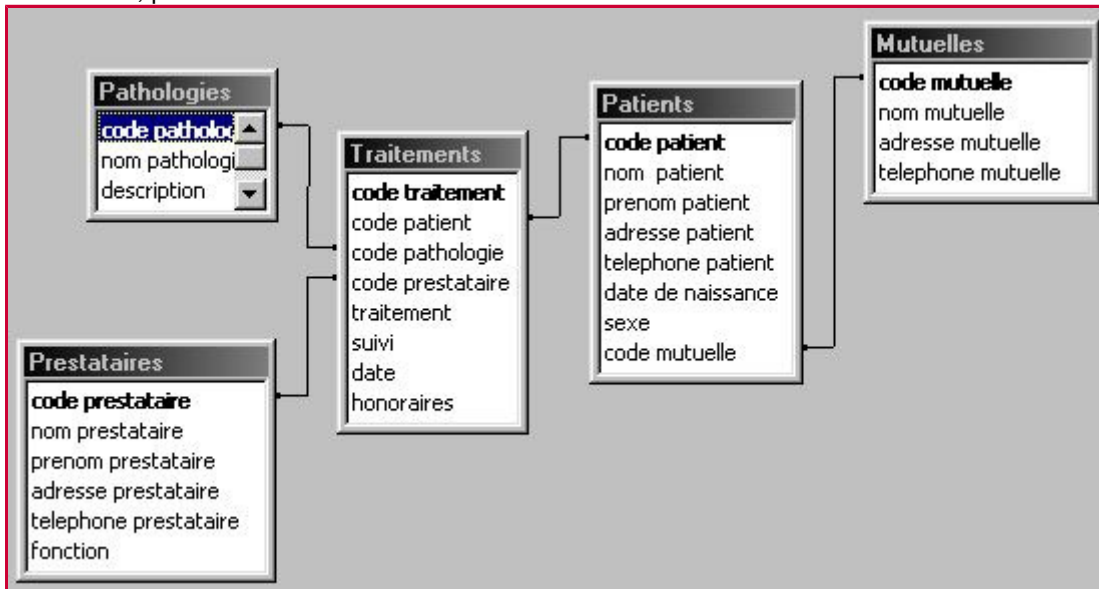 Pathologies
code patholog
nom pathologi
description
Traitements
code traitement
code patient
code pathologie
code prestataire
traitement
suivi
date
honoraires
Patients
code patient
nom patient
prenom patient
adresse patient
telephone patient
date de naissance
sexe
code mutuelle
Mutuelles
code mutuelle
nom mutuelle
adresse mutuelle
telephone mutuelle
Prestataires
code prestataire
nom prestataire
prenom prestataire
adresse prestataire
telephone prestataire
fonction